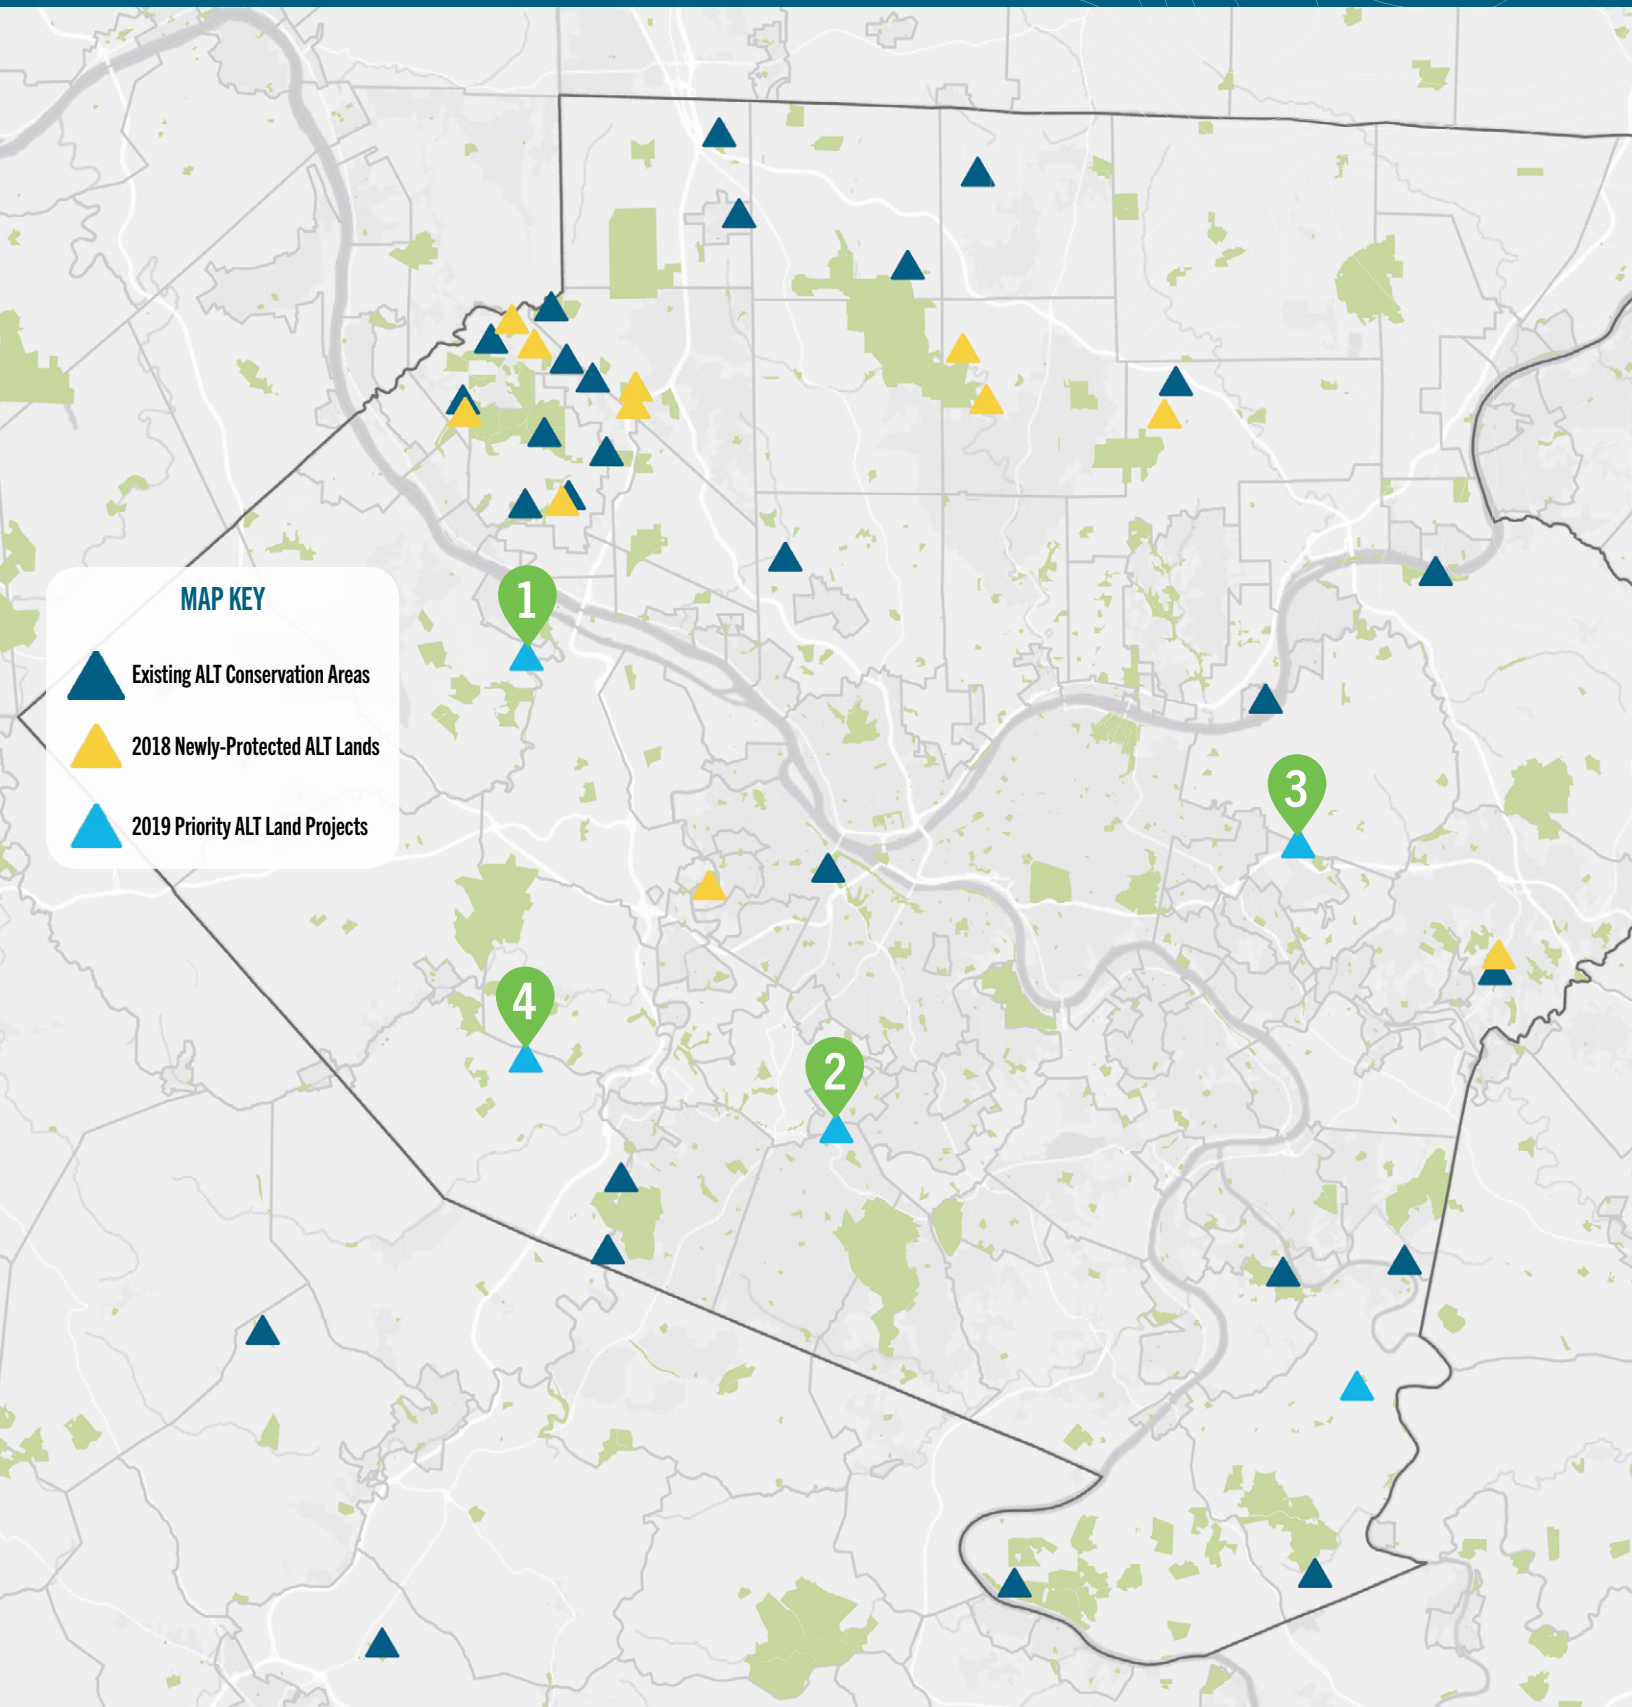 MAP KEY
Existing ALT Conservation Areas
2018 Newly-Protected ALT Lands
2019 Priority ALT Land Projects
1
3
4
2